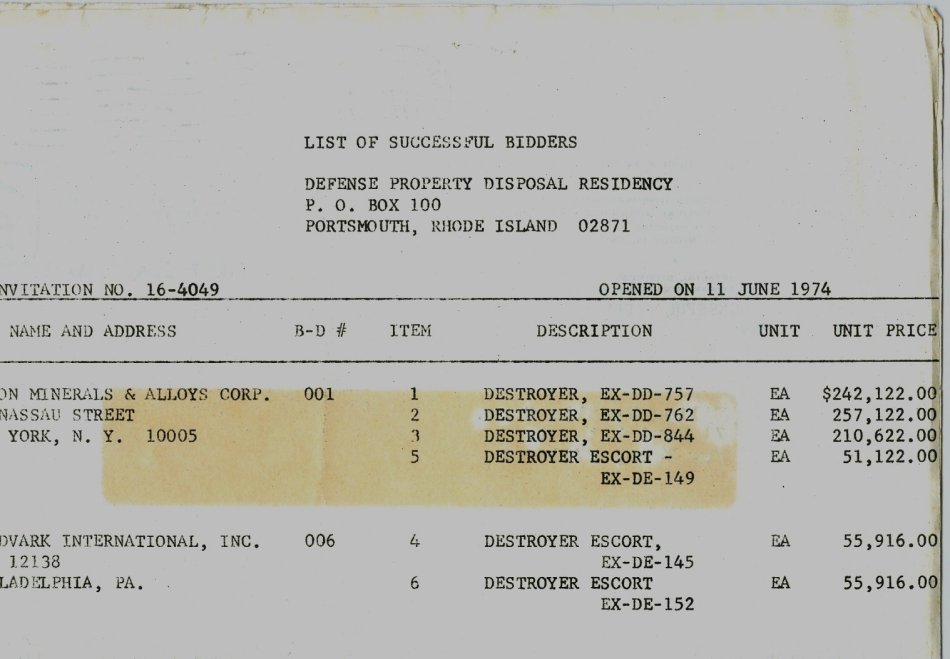 LIST OF SUCCESSFUL BIDDERS
DEFENSE PROPERTY DISPOSAL RESIDENCY
P. O. BOX 100
PORTSMOUTH, RHODE ISLAND 02871
NVITATION NO. 16-4049 OPENED ON 11 JUNE 1974
NAME AND ADDRESS B-D # ITEM DESCRIPTION UNIT UNIT PRICE
ON MINERALS & ALLOYS CORP. 001 1 DESTROYER, EX-DD-757 EA $242,122.00
NASSAU STREET 2 DESTROYER, EX-DD-762 EA 257,122.00
YORK, N. Y. 10005 3 DESTROYER, EX-DD-844 EA 210,622.00
5 DESTROYER ESCORT - EA 51,122.00
EX-DE-149
DVARK INTERNATIONAL, INC. 006 4 DESTROYER ESCORT, EA 55,916.00
12138 EX-DE-145
LADELPHIA, PA. 6 DESTROYER ESCORT EA 55,916.00
EX-DE-152